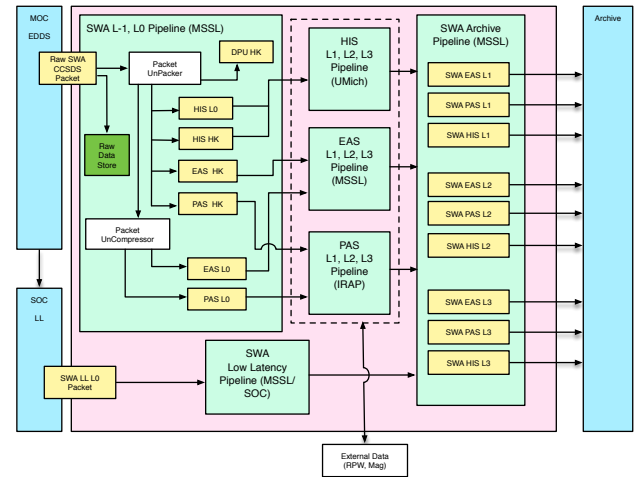 MOC
EDDS
Raw SWA
CCSDS
Packet
SWA L-1, L0 Pipeline (MSSL)
Packet
UnPacker
DPU HK
HIS L0
HIS HK
EAS HK
PAS HK
Raw
Data
Store
Packet
UnCompressor
EAS L0
PAS L0
HIS
L1, L2, L3
Pipeline
(UMich)
EAS
L1, L2, L3
Pipeline
(MSSL)
PAS
L1, L2, L3
Pipeline
(IRAP)
SWA Archive
Pipeline (MSSL)
SWA EAS L1
SWA PAS L1
SWA HIS L1
SWA EAS L2
SWA PAS L2
SWA HIS L2
SWA EAS L3
SWA PAS L3
SWA HIS L3
Archive
SOC
LL
SWA LL L0
Packet
SWA
Low Latency
Pipeline (MSSL/
SOC)
External Data
(RPW, Mag)